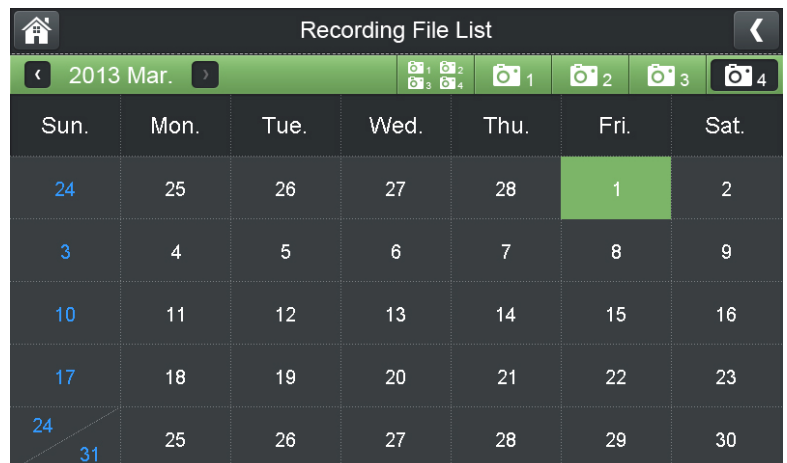 Recording File List
2013 Mar. 1 2 3 4 1 2 3 4
Sun. Mon. Tue. Wed. Thu. Fri. Sat.
24 25 26 27 28 1 2
3 4 5 6 7 8 9
10 11 12 13 14 15 16
17 18 19 20 21 22 23
24 31 25 26 27 28 29 30